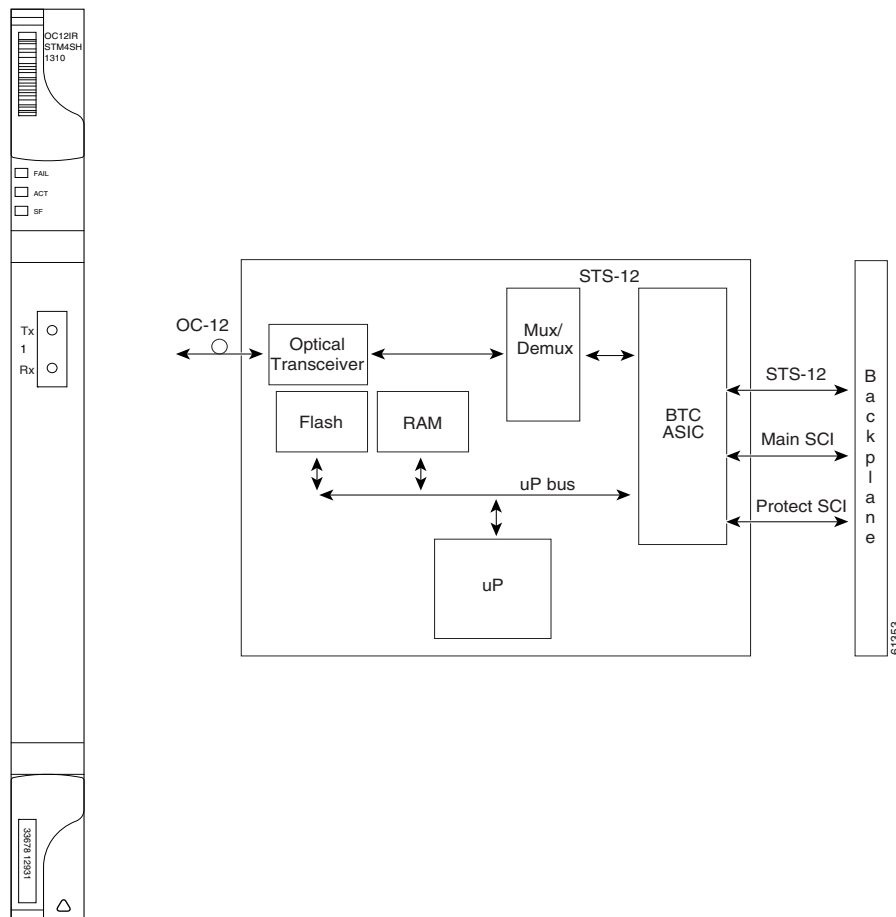 OC12IR
STM4SH
1310
FAIL
ACT
SF
Tx
1
Rx
33678 12931
OC-12
Optical
Transceiver
Flash
RAM
uP bus
uP
Mux/
Demux
STS-12
BTC
ASIC
STS-12
Main SCI
Protect SCI
Backplane
61353